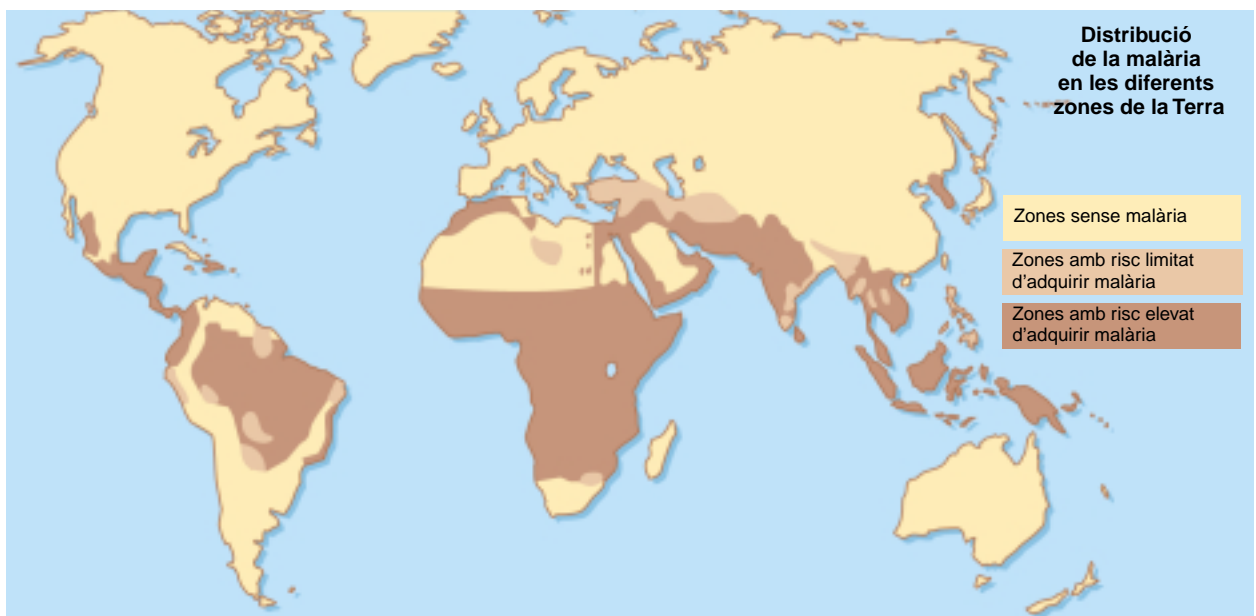 Distribució
de la malària
en les diferents
zones de la Terra
Zones sense malària
Zones amb risc limitat
d’adquirir malària
Zones amb risc elevat
d’adquirir malària